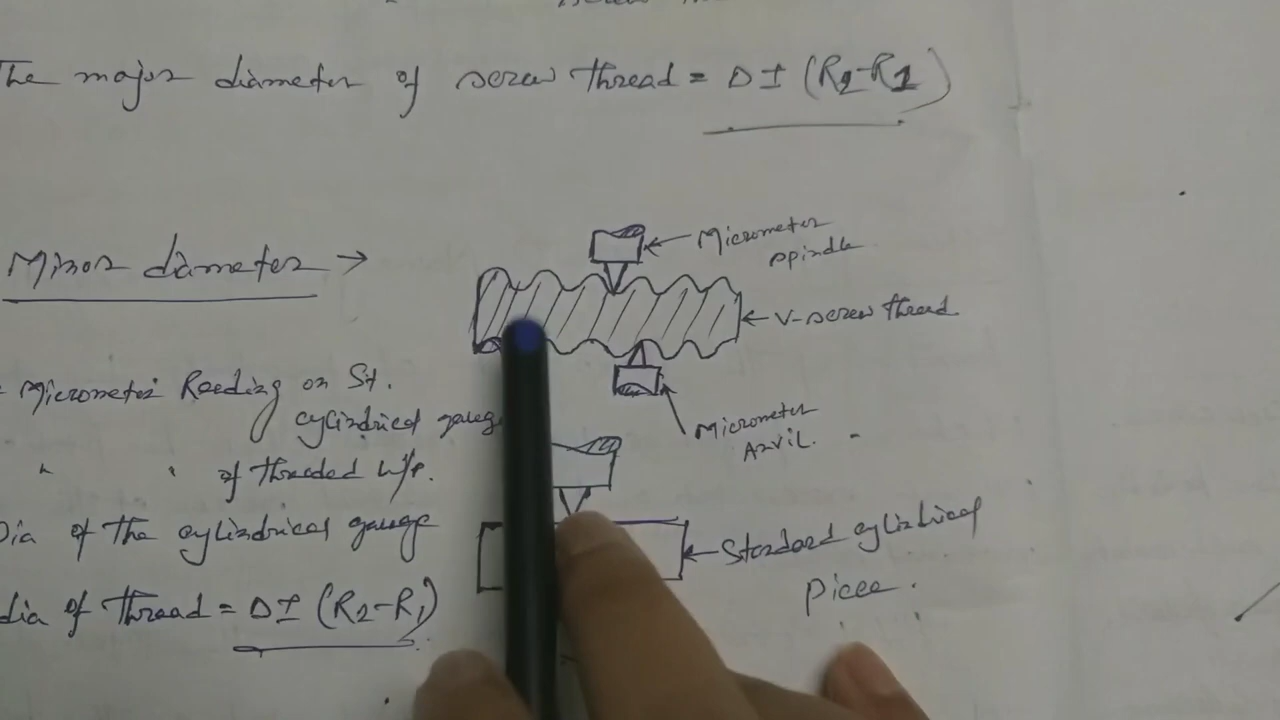 The major diameter of screw thread = D ± (R2-R1)
Minor diameter →
Micrometer spindle
V-screw thread
Micrometer Reading on St.
cylindrical gauge
Micrometer
Anvil.
" " of threaded W/P.
Dia of the cylindrical gauge
Standard cylindrical
Piece.
dia of thread = D ± (R2-R1)